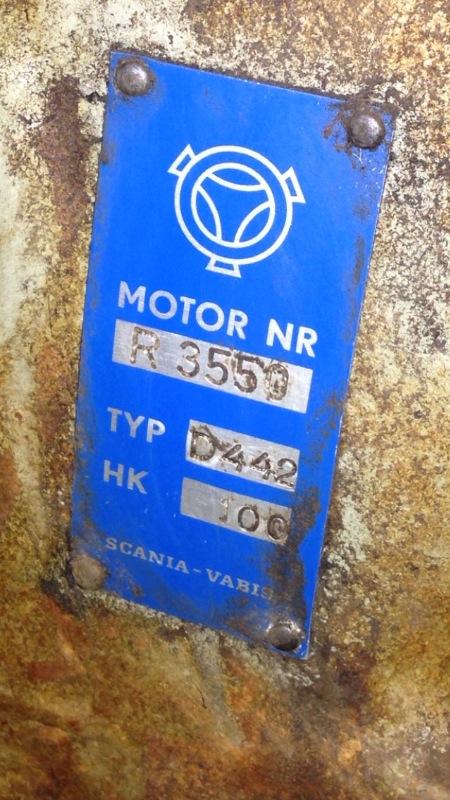 MOTOR NR
R 3550
TYP D442
HK 100
SCANIA-VABIS